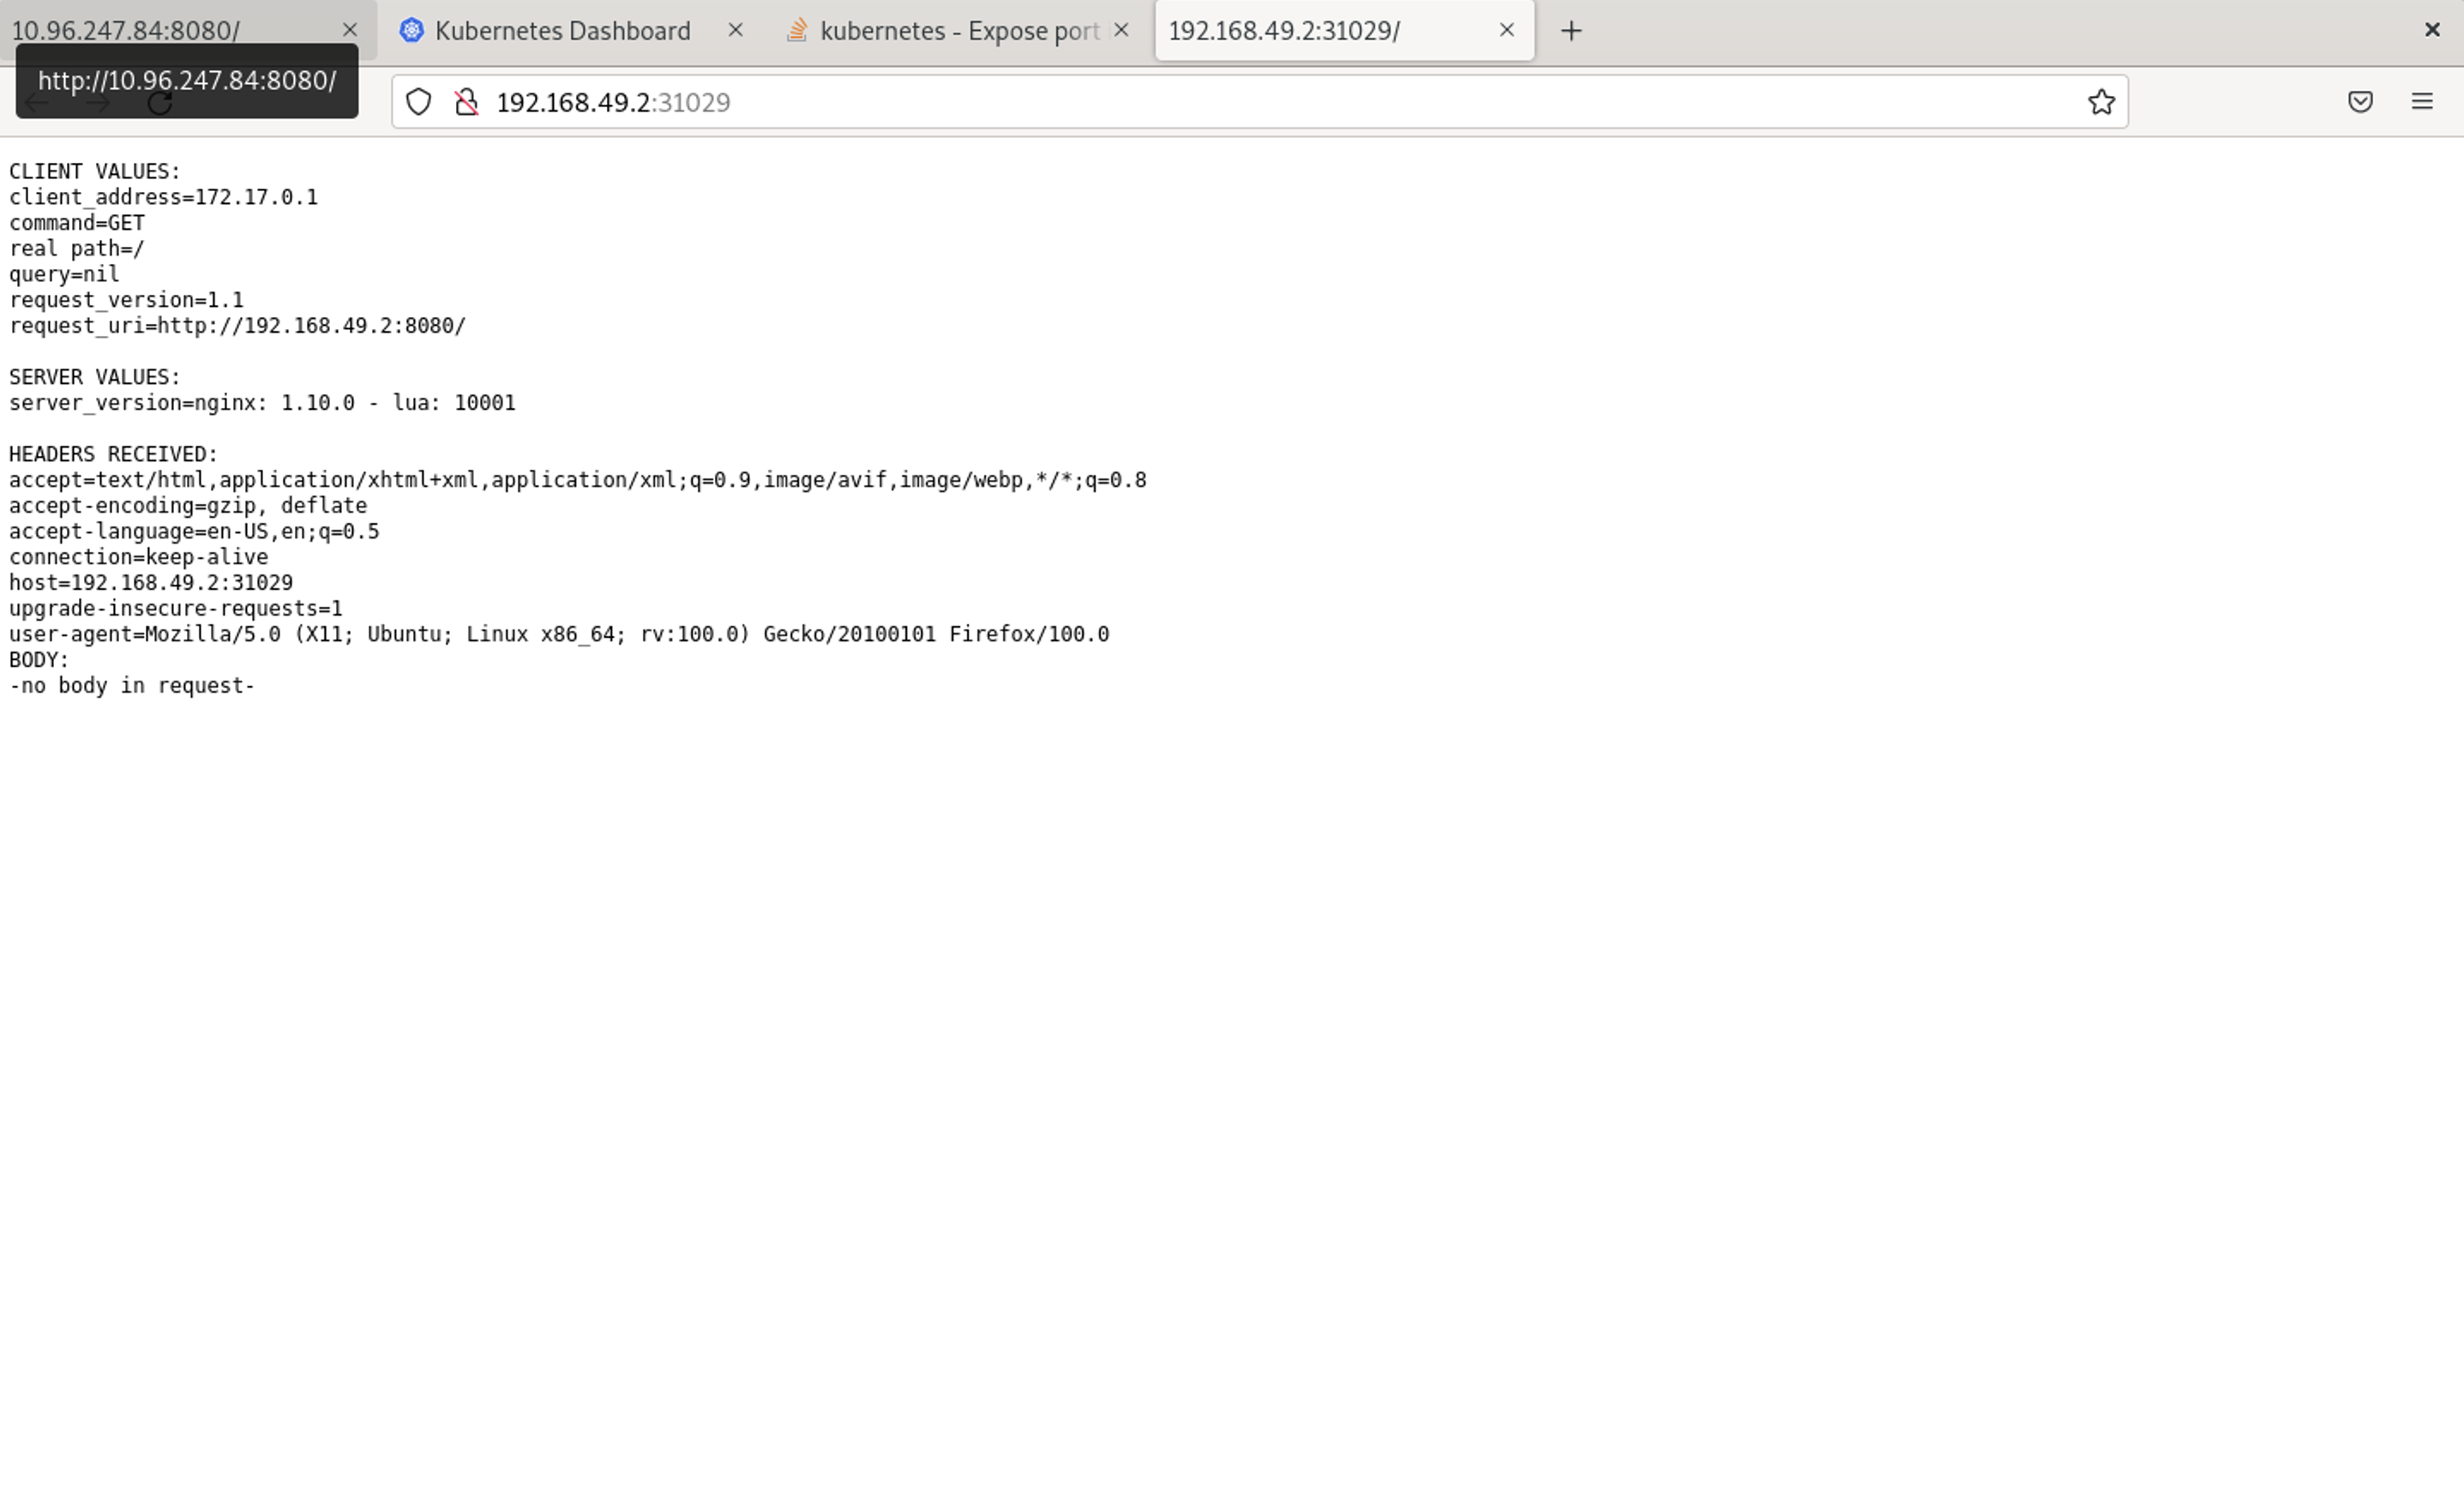 10.96.247.84:8080/
Kubernetes Dashboard
kubernetes - Expose port
192.168.49.2:31029/
http://10.96.247.84:8080/
192.168.49.2:31029
CLIENT VALUES:
client_address=172.17.0.1
command=GET
real path=/
query=nil
request_version=1.1
request_uri=http://192.168.49.2:8080/
SERVER VALUES:
server_version=nginx: 1.10.0 - lua: 10001
HEADERS RECEIVED:
accept=text/html,application/xhtml+xml,application/xml;q=0.9,image/avif,image/webp,*/*;q=0.8
accept-encoding=gzip, deflate
accept-language=en-US,en;q=0.5
connection=keep-alive
host=192.168.49.2:31029
upgrade-insecure-requests=1
user-agent=Mozilla/5.0 (X11; Ubuntu; Linux x86_64; rv:100.0) Gecko/20100101 Firefox/100.0
BODY:
-no body in request-